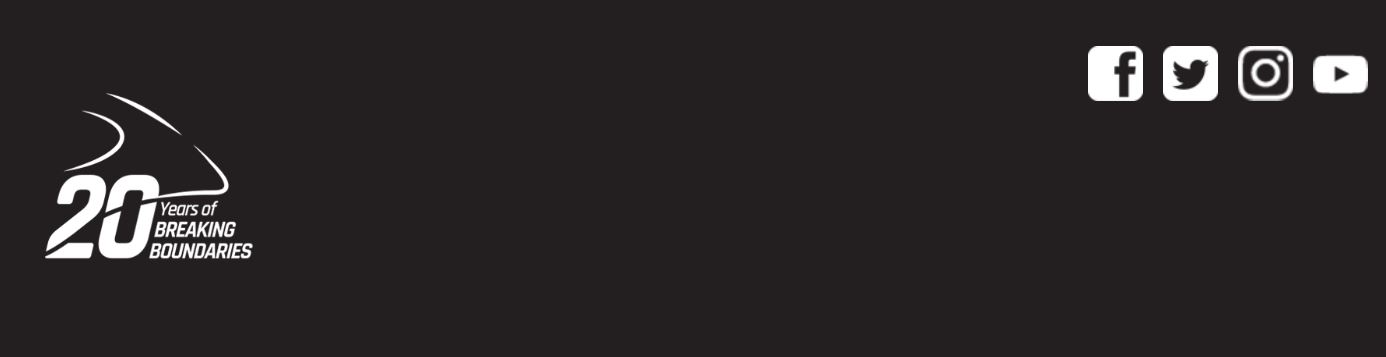 20
Years of
BREAKING
BOUNDARIES